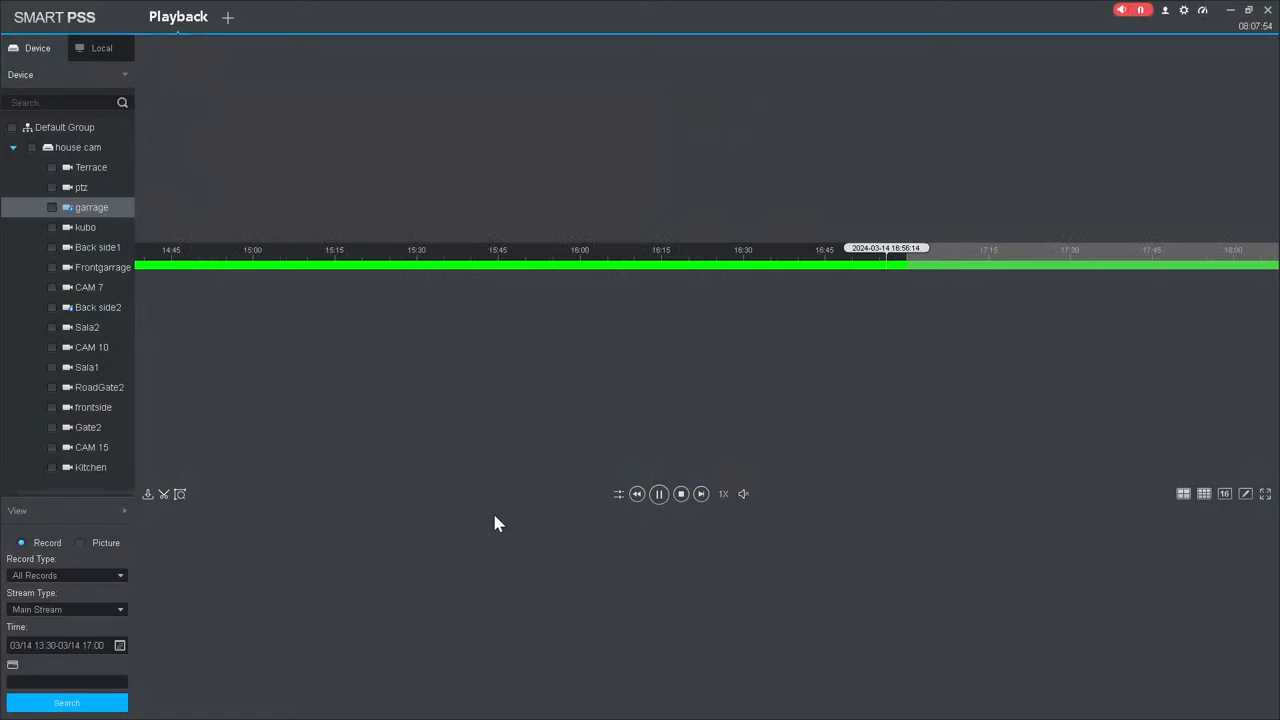 SMART PSS
Playback
08:07:54
Device
Local
Device
Search...
Default Group
house cam
Terrace
ptz
garrage
kubo
Back side1
Frontgarrage
CAM 7
Back side2
Sala2
CAM 10
Sala1
RoadGate2
frontside
Gate2
CAM 15
Kitchen
14:45 15:00 15:15 15:30 15:45 16:00 16:15 16:30 16:45 2024-03-14 16:56:14 17:15 17:30 17:45 18:00
1X
16
View
Record Picture
Record Type:
All Records
Stream Type:
Main Stream
Time:
03/14 13:30-03/14 17:00
Search